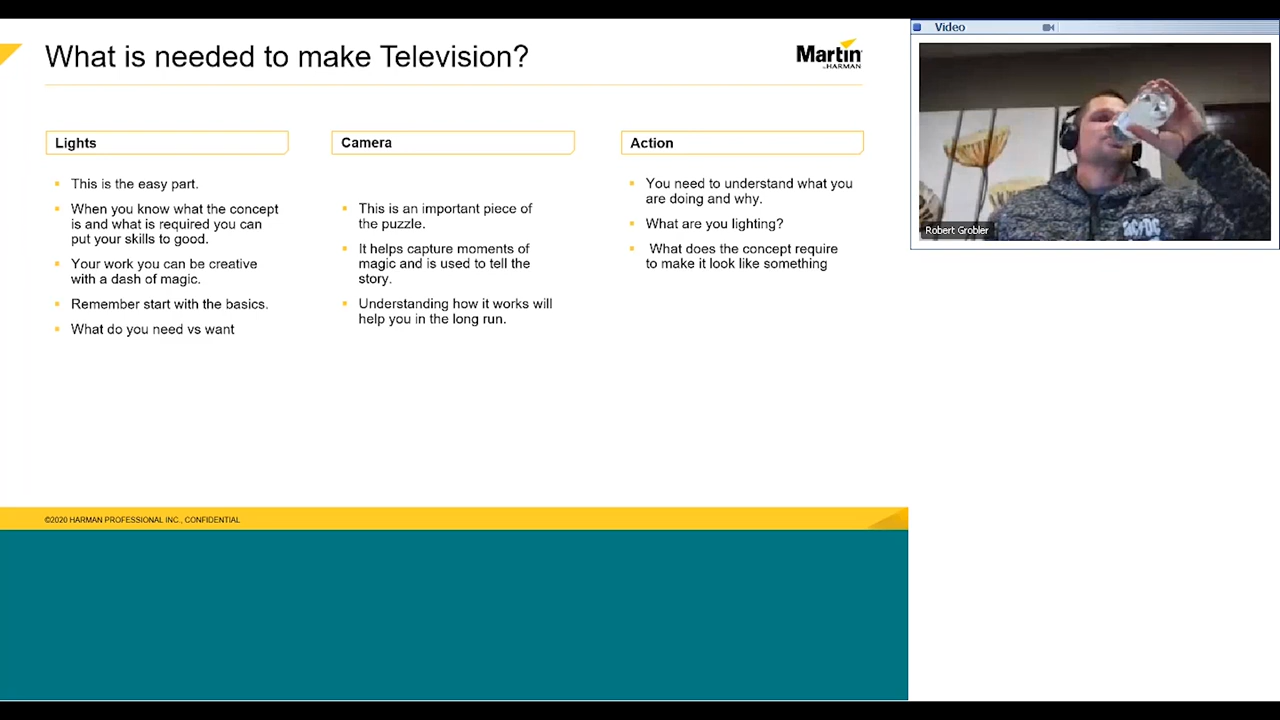 What is needed to make Television?
Martin
by HARMAN
Lights
This is the easy part.
When you know what the concept
is and what is required you can
put your skills to good.
Your work you can be creative
with a dash of magic.
Remember start with the basics.
What do you need vs want
Camera
This is an important piece of
the puzzle.
It helps capture moments of
magic and is used to tell the
story.
Understanding how it works will
help you in the long run.
Action
You need to understand what you
are doing and why.
What are you lighting?
What does the concept require
to make it look like something
©2020 HARMAN PROFESSIONAL INC., CONFIDENTIAL
Video
AC/DC
Robert Grobler